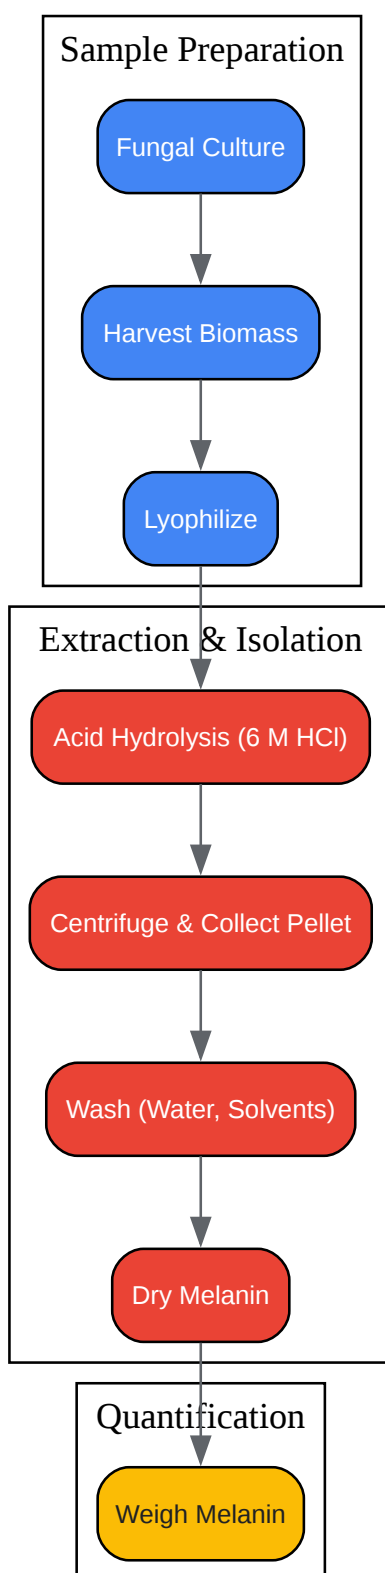 Sample Preparation
Fungal Culture
Harvest Biomass
Lyophilize
Extraction & Isolation
Acid Hydrolysis (6 M HCl)
Centrifuge & Collect Pellet
Wash (Water, Solvents)
Dry Melanin
Quantification
Weigh Melanin